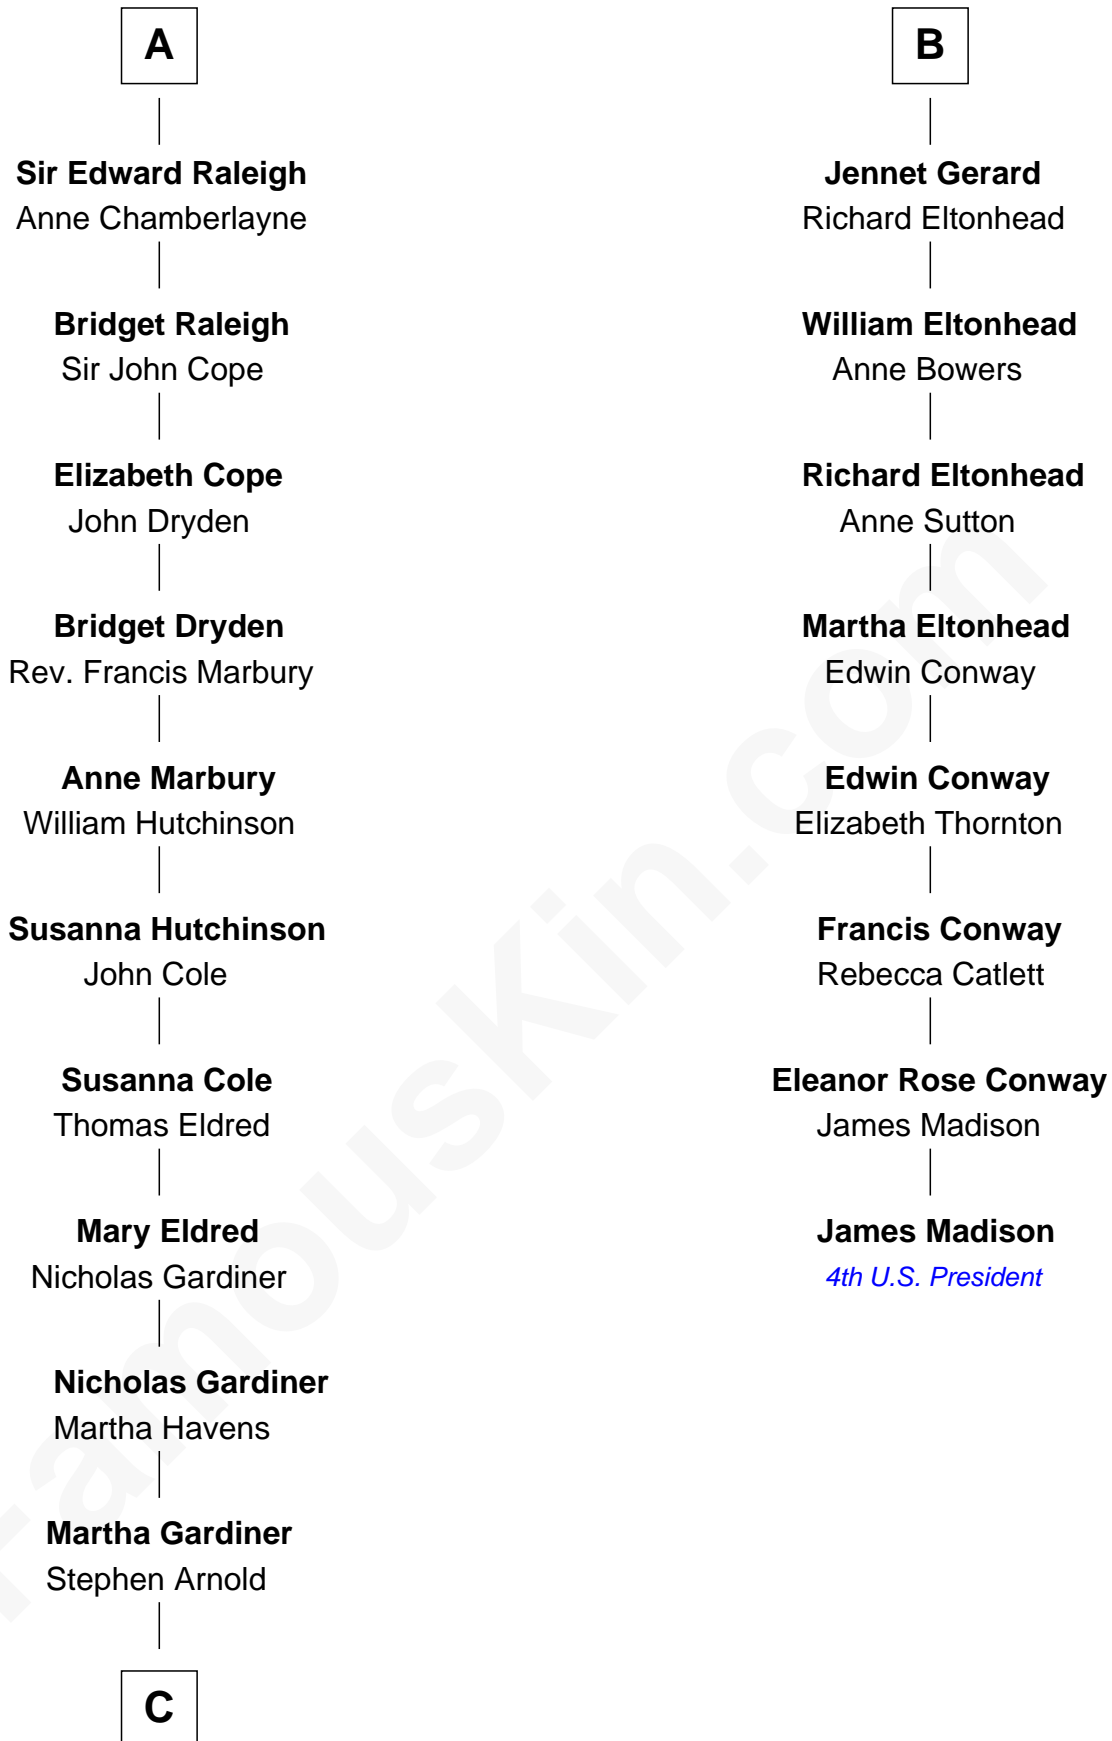 A
Sir Edward Raleigh
Anne Chamberlayne
Bridget Raleigh
Sir John Cope
Elizabeth Cope
John Dryden
Bridget Dryden
Rev. Francis Marbury
Anne Marbury
William Hutchinson
Susanna Hutchinson
John Cole
Susanna Cole
Thomas Eldred
Mary Eldred
Nicholas Gardiner
Nicholas Gardiner
Martha Havens
Martha Gardiner
Stephen Arnold
C
B
Jennet Gerard
Richard Eltonhead
William Eltonhead
Anne Bowers
Richard Eltonhead
Anne Sutton
Martha Eltonhead
Edwin Conway
Edwin Conway
Elizabeth Thornton
Francis Conway
Rebecca Catlett
Eleanor Rose Conway
James Madison
James Madison
4th U.S. President
FamousKin.com